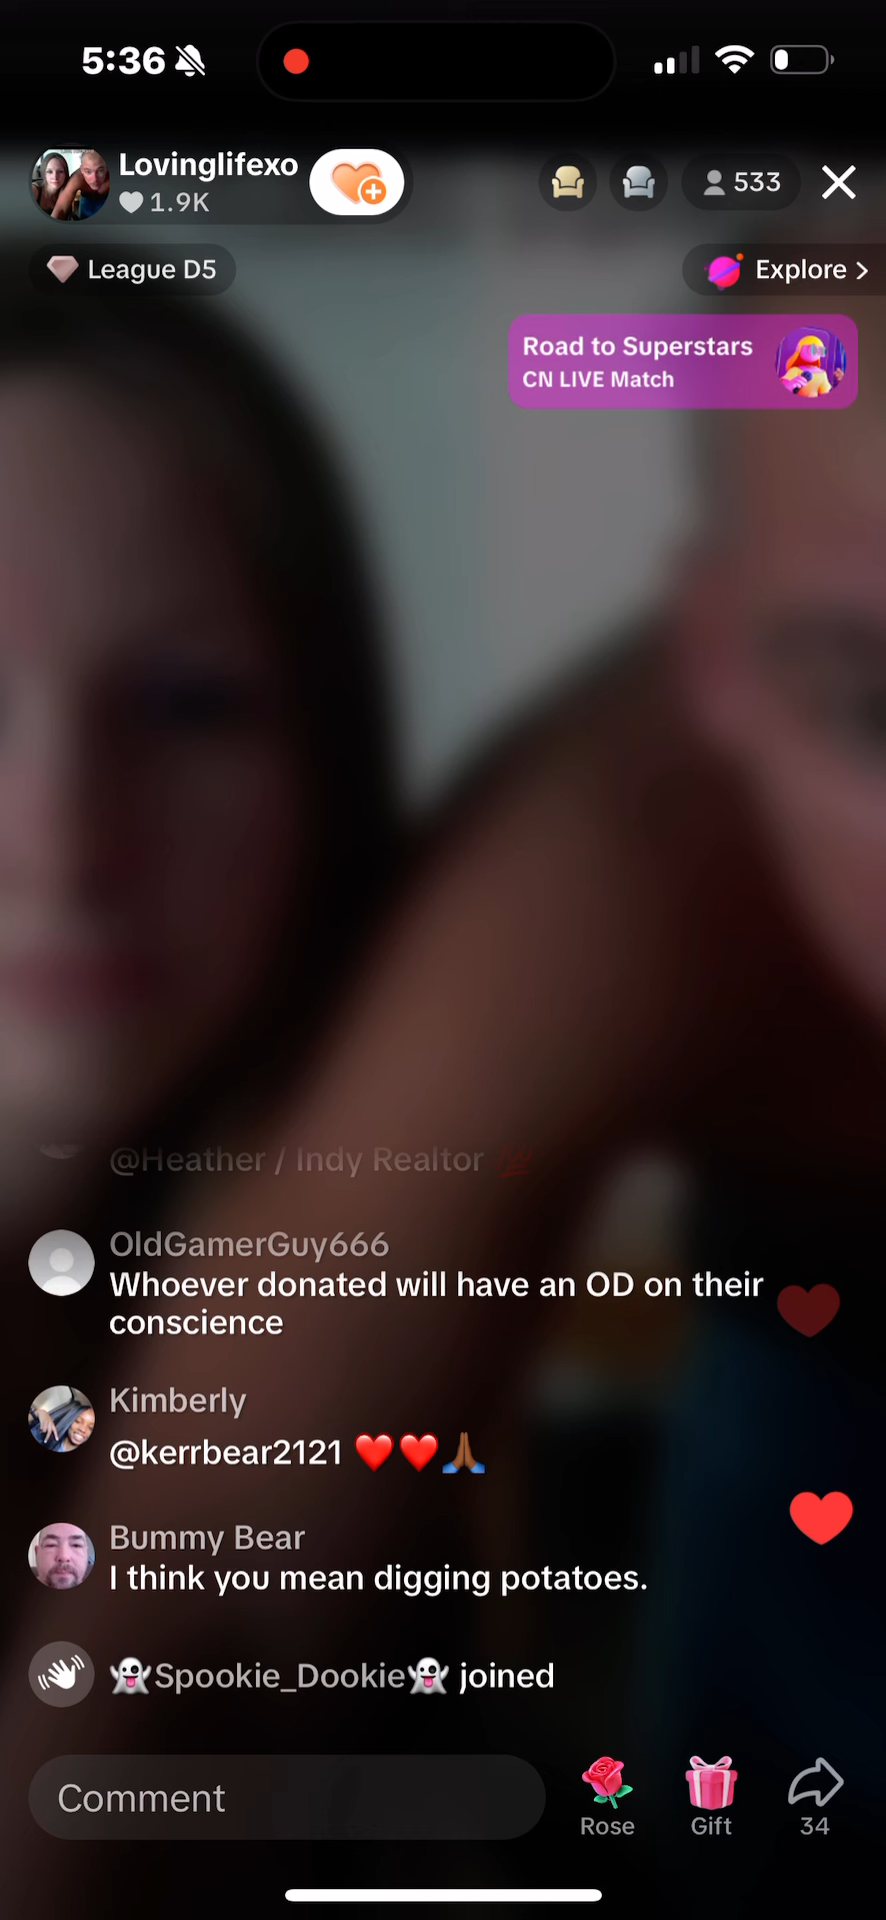 5:36
Lovinglifexo
1.9K
533
League D5
Explore >
Road to Superstars
CN LIVE Match
@Heather / Indy Realtor 💯
OldGamerGuy666
Whoever donated will have an OD on their
conscience
Kimberly
@kerrbear2121 ❤️❤️🙏🏾
Bummy Bear
I think you mean digging potatoes.
👻Spookie_Dookie👻 joined
Comment
Rose
Gift
34